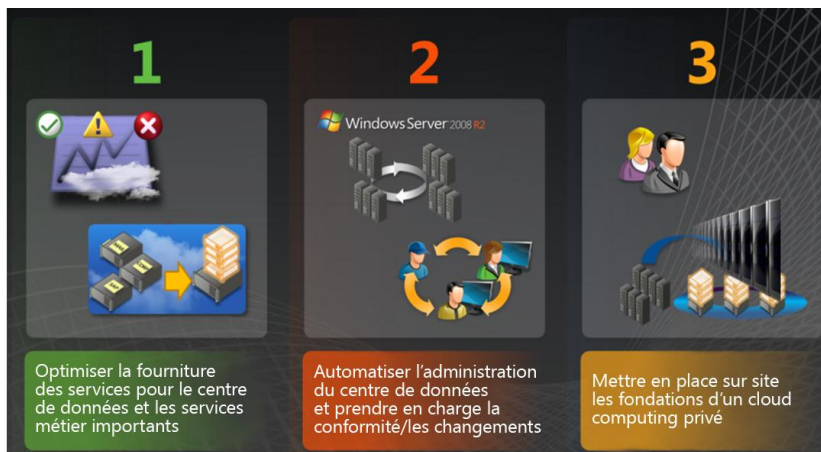 1
2
3
Windows Server 2008 R2
Optimiser la fourniture
des services pour le centre
de données et les services
métier importants
Automatiser l'administration
du centre de données
et prendre en charge la
conformité/les changements
Mettre en place sur site
les fondations d'un cloud
computing privé